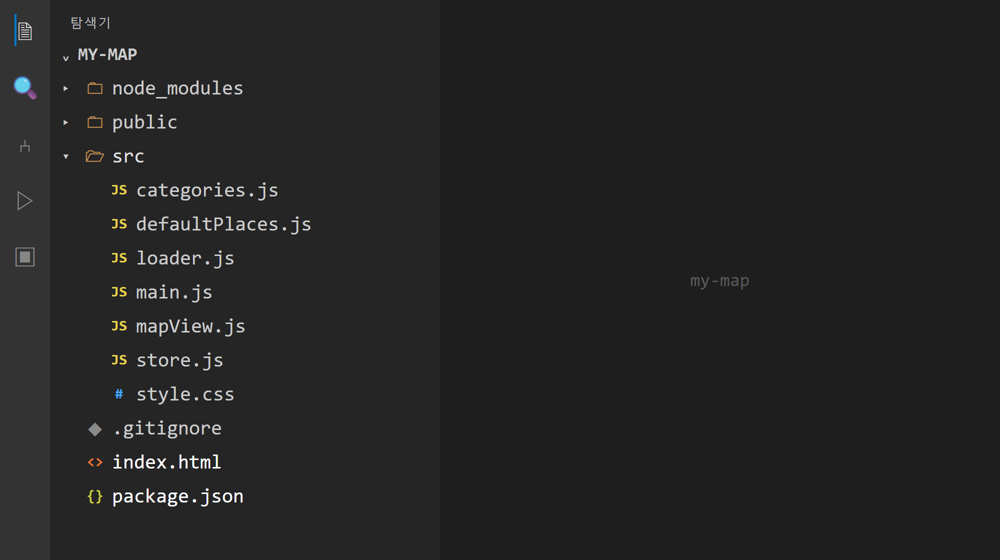 탐색기
MY-MAP
node_modules
public
src
JS categories.js
JS defaultPlaces.js
JS loader.js
JS main.js
JS mapView.js
JS store.js
# style.css
.gitignore
<> index.html
{} package.json
my-map